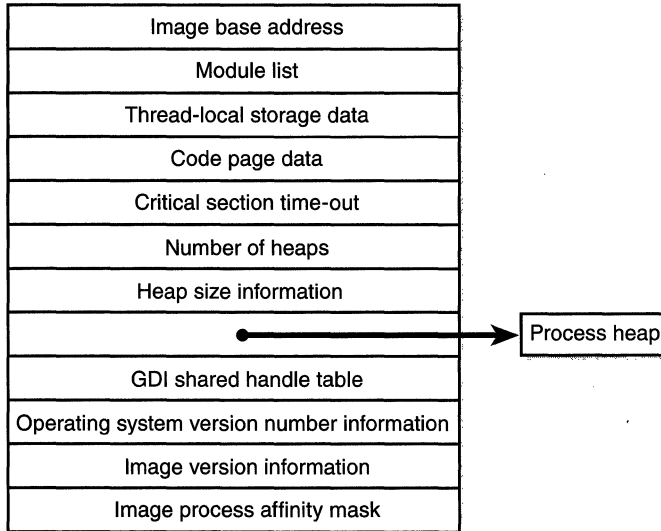 Image base address
Module list
Thread-local storage data
Code page data
Critical section time-out
Number of heaps
Heap size information
Process heap
GDI shared handle table
Operating system version number information
Image version information
Image process affinity mask